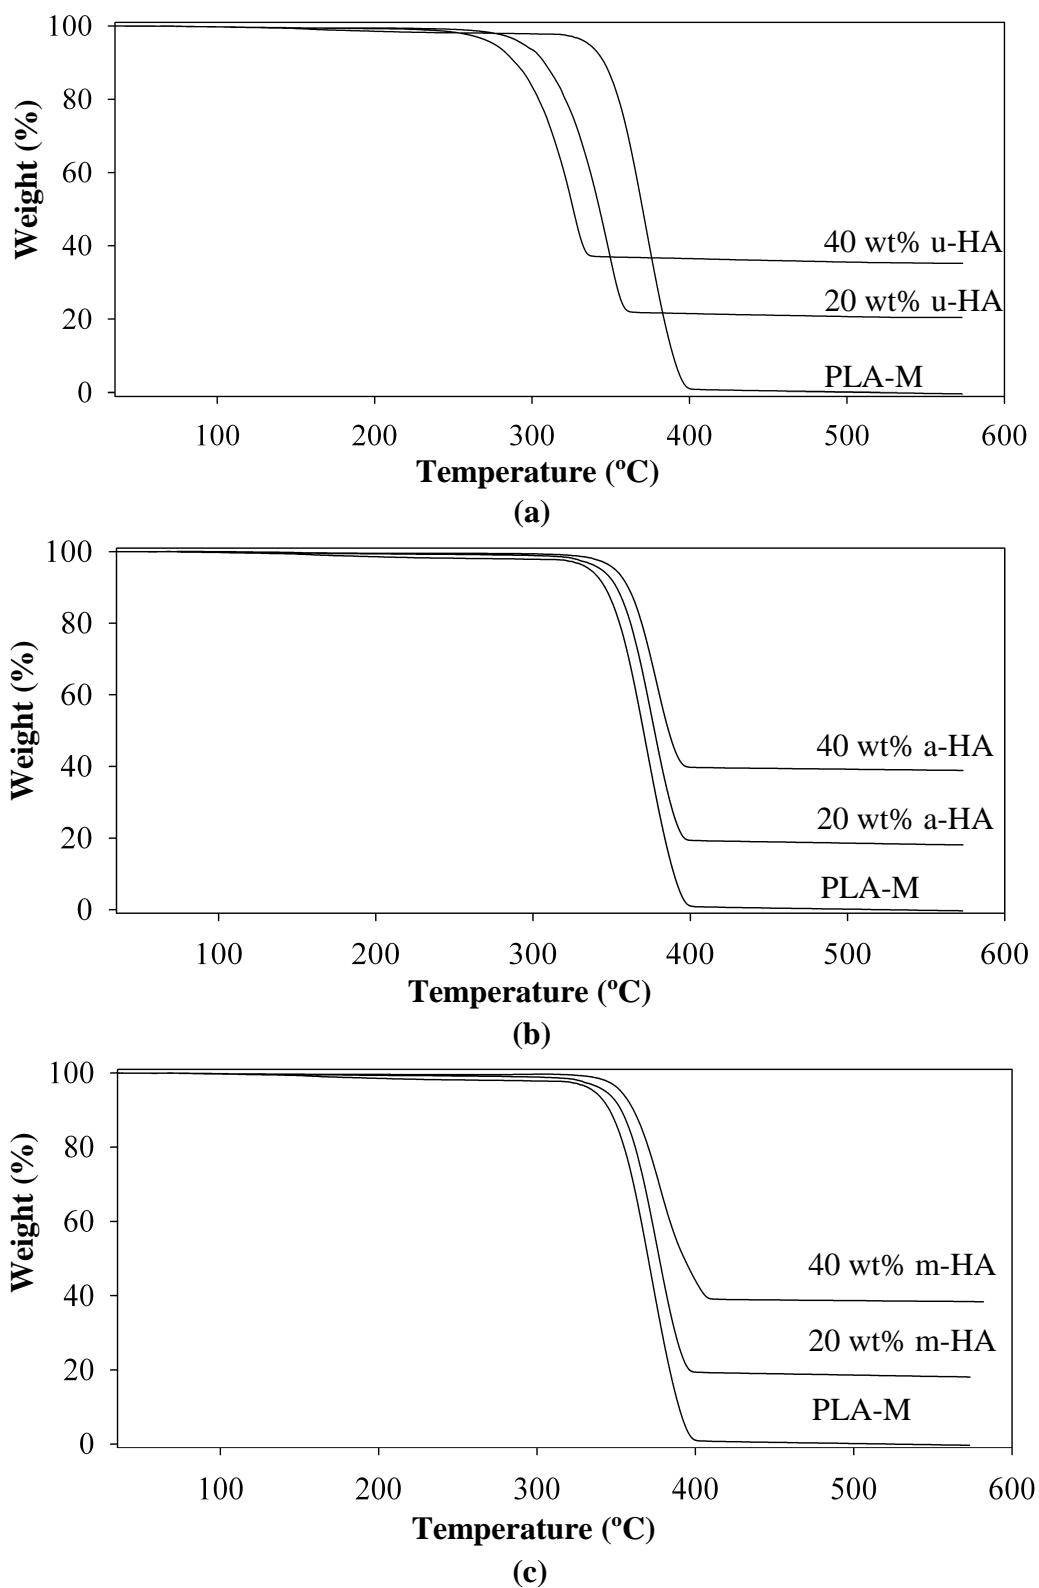 100
80
60
40
20
0
Weight (%)
40 wt% u-HA
20 wt% u-HA
PLA-M
100 200 300 400 500 600
Temperature (ºC)
(a)
100
80
60
40
20
0
Weight (%)
40 wt% a-HA
20 wt% a-HA
PLA-M
100 200 300 400 500 600
Temperature (ºC)
(b)
100
80
60
40
20
0
Weight (%)
40 wt% m-HA
20 wt% m-HA
PLA-M
100 200 300 400 500 600
Temperature (ºC)
(c)